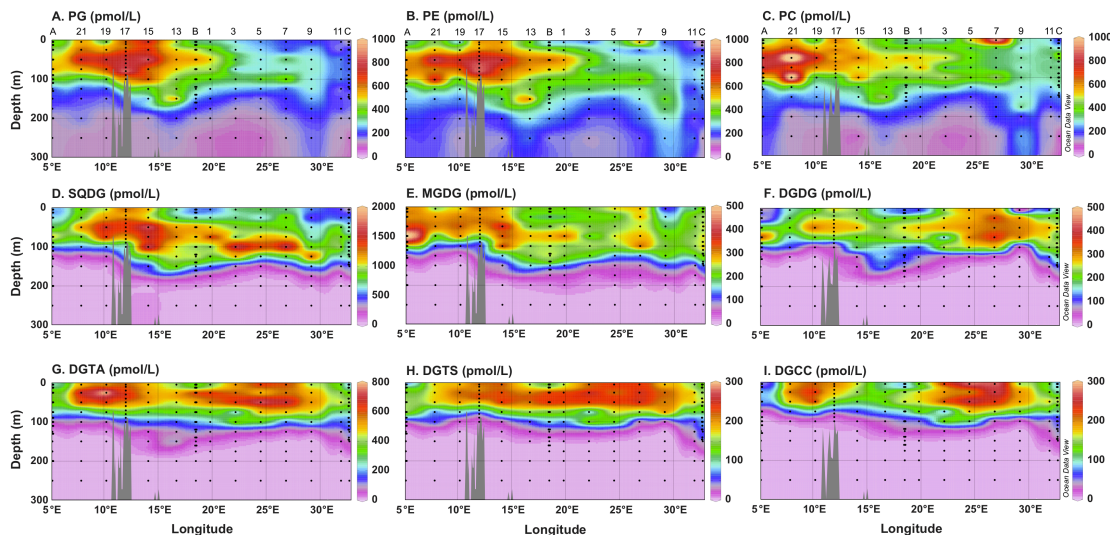 A. PG (pmol/L)
A 21 19 17 15 13 B 1 3 5 7 9 11 C
0
100
200
300
Depth (m)
5°E 10°E 15°E 20°E 25°E 30°E
1000
800
600
400
200
0
B. PE (pmol/L)
A 21 19 17 13 B 1 3 5 7 9 11 C
5°E 10°E 15°E 20°E 25°E 30°E
1000
800
600
400
200
0
C. PC (pmol/L)
A 21 19 17 15 13 B 1 3 5 7 9 11 C
5°E 10°E 15°E 20°E 25°E 30°E
Ocean Data View
1000
800
600
400
200
0
D. SQDG (pmol/L)
0
100
200
300
Depth (m)
5°E 10°E 15°E 20°E 25°E 30°E
2000
1500
1000
500
0
E. MGDG (pmol/L)
5°E 10°E 15°E 20°E 25°E 30°E
500
400
300
200
100
0
F. DGDG (pmol/L)
5°E 10°E 15°E 20°E 25°E 30°E
Ocean Data View
500
400
300
200
100
0
G. DGTA (pmol/L)
0
100
200
300
Depth (m)
5°E 10°E 15°E 20°E 25°E 30°E
Longitude
800
600
400
200
0
H. DGTS (pmol/L)
5°E 10°E 15°E 20°E 25°E 30°E
Longitude
300
200
100
0
I. DGCC (pmol/L)
5°E 10°E 15°E 20°E 25°E 30°E
Longitude
Ocean Data View
300
200
100
0